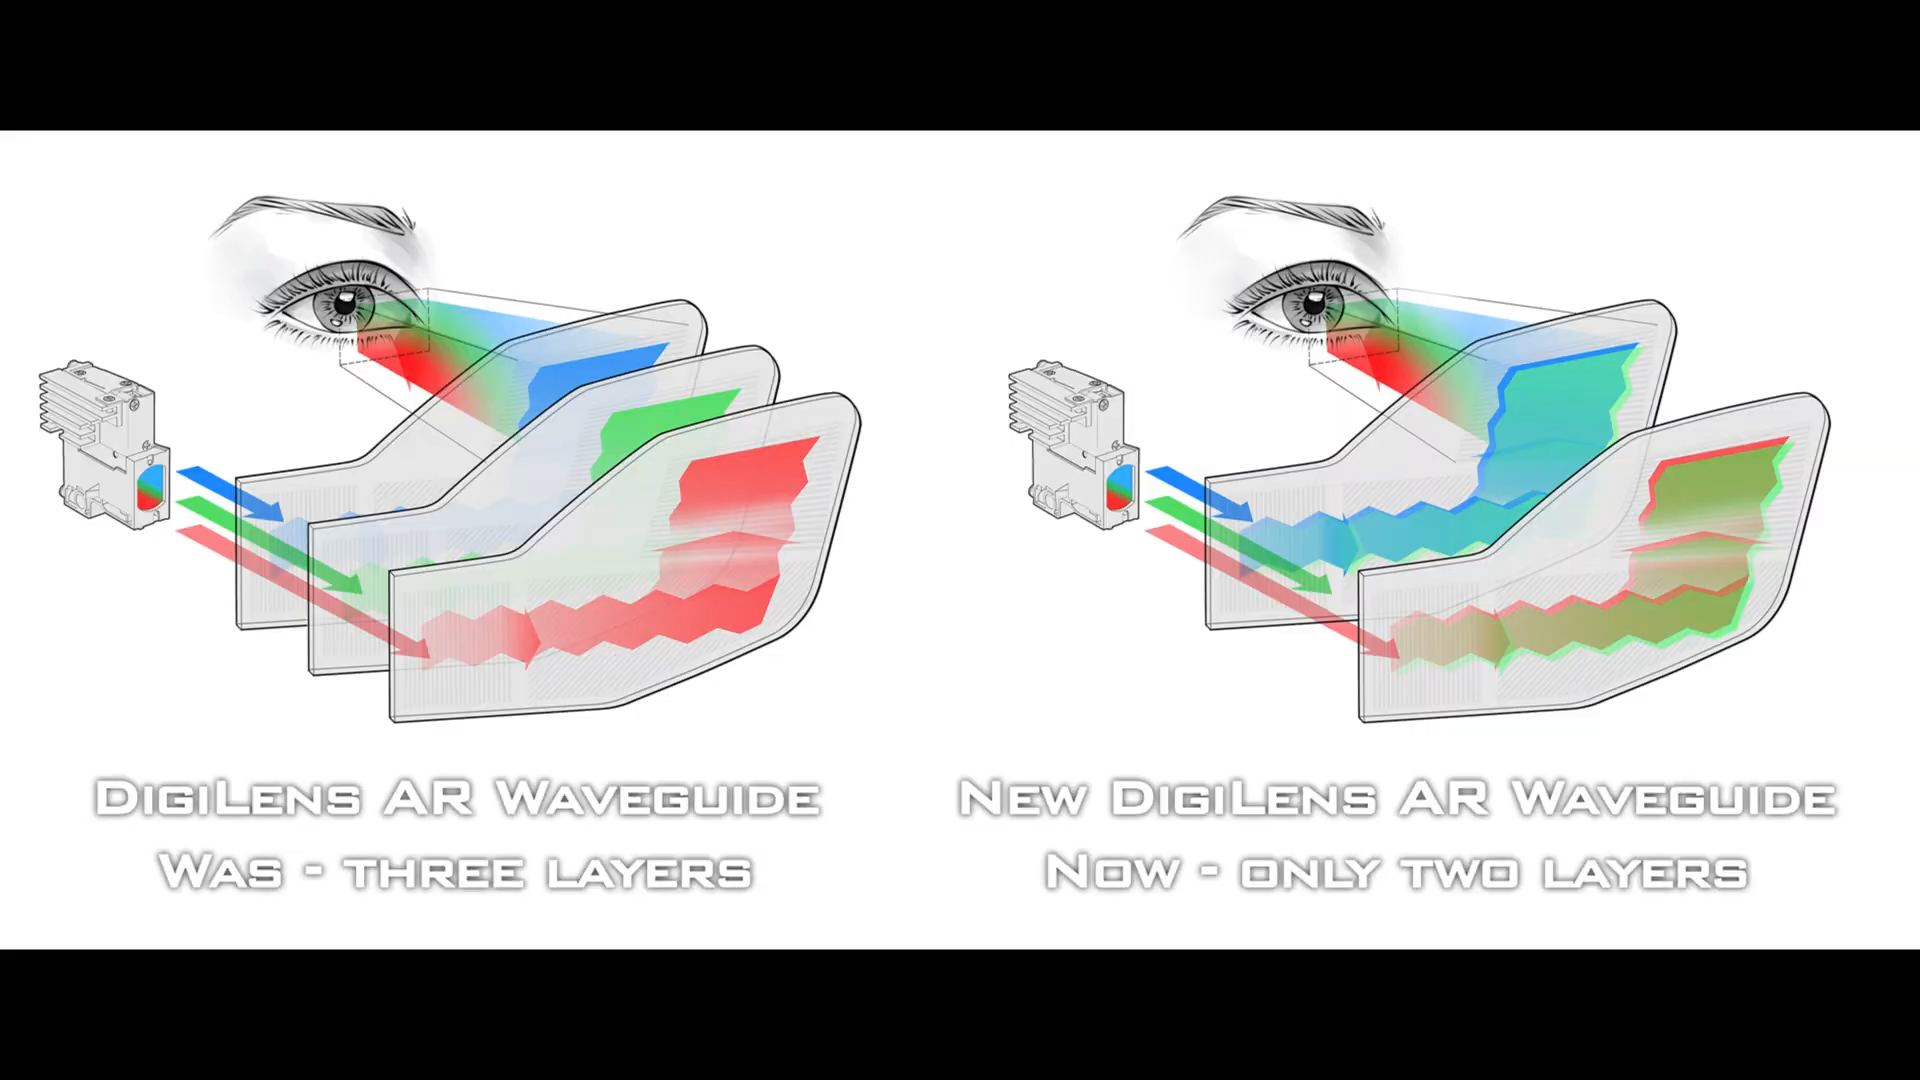 DigiLens AR Waveguide
Was - three layers
New DigiLens AR Waveguide
Now - only two layers